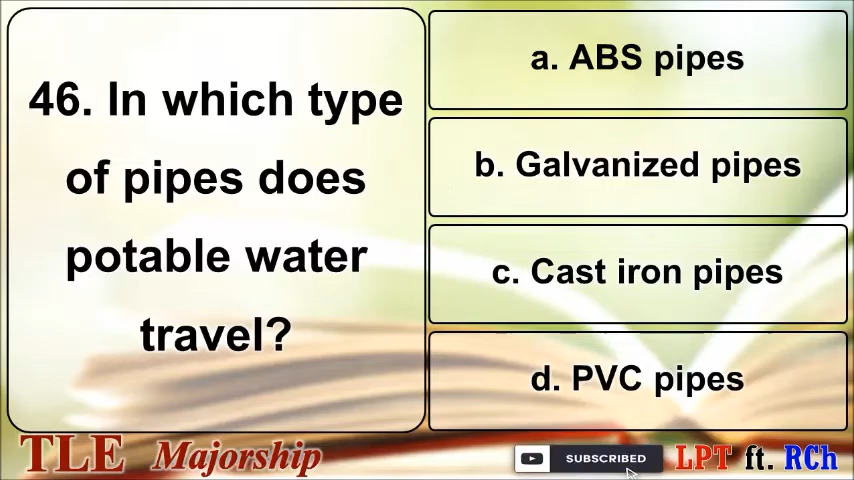 46. In which type
of pipes does
potable water
travel?
a. ABS pipes
b. Galvanized pipes
c. Cast iron pipes
d. PVC pipes
TLE Majorship
SUBSCRIBED
LPT ft. RCh